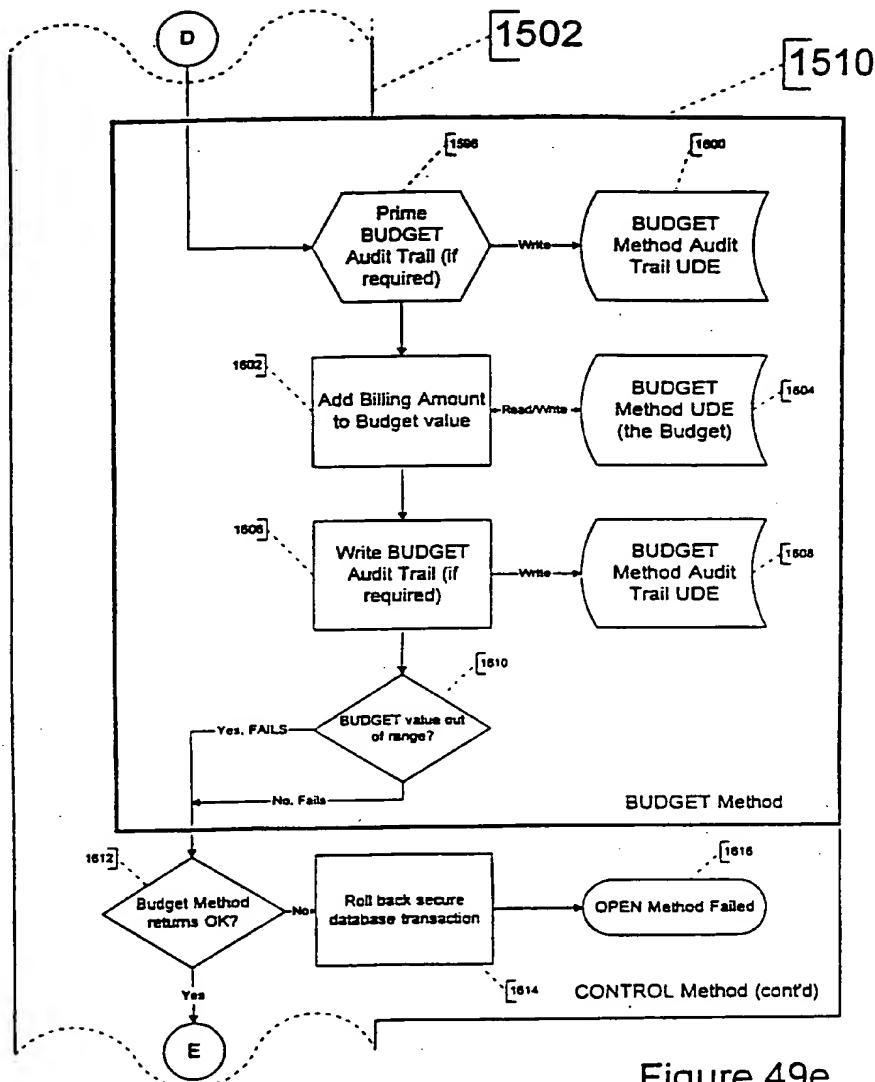 D
1502
1510
1596
1600
Prime
BUDGET
Audit Trail (if
required)
Write
BUDGET
Method Audit
Trail UDE
1602
Add Billing Amount
to Budget value
Read/Write
BUDGET
Method UDE
(the Budget)
1604
1606
Write BUDGET
Audit Trail (if
required)
Write
BUDGET
Method Audit
Trail UDE
1608
1610
BUDGET value out
of range?
Yes, FAILS
No, Fails
BUDGET Method
1612
Budget Method
returns OK?
No
Roll back secure
database transaction
1616
OPEN Method Failed
1614
CONTROL Method (cont'd)
Yes
E
Figure 49e